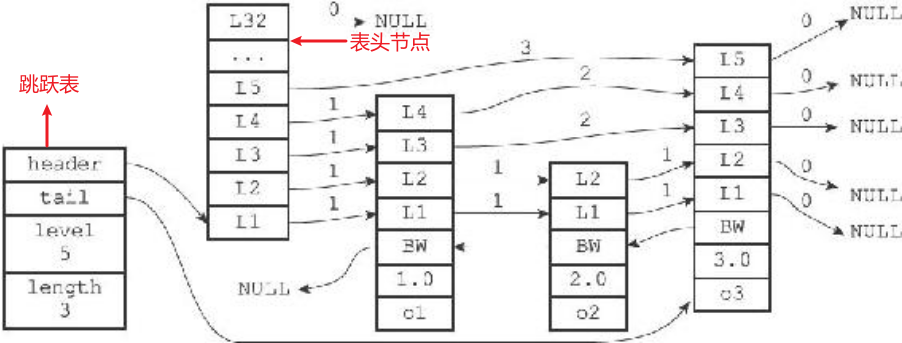 跳跃表
header
tail
level
5
length
3
L32
...
L5
L4
L3
L2
L1
表头节点
0
NULL
3
1
1
1
1
L4
L3
L2
L1
BW
1.0
o1
NULL
2
2
1
1
L2
L1
BW
2.0
o2
1
1
L5
L4
L3
L2
L1
BW
3.0
o3
0
NULL
0
NULL
0
NULL
0
NULL
0
NULL